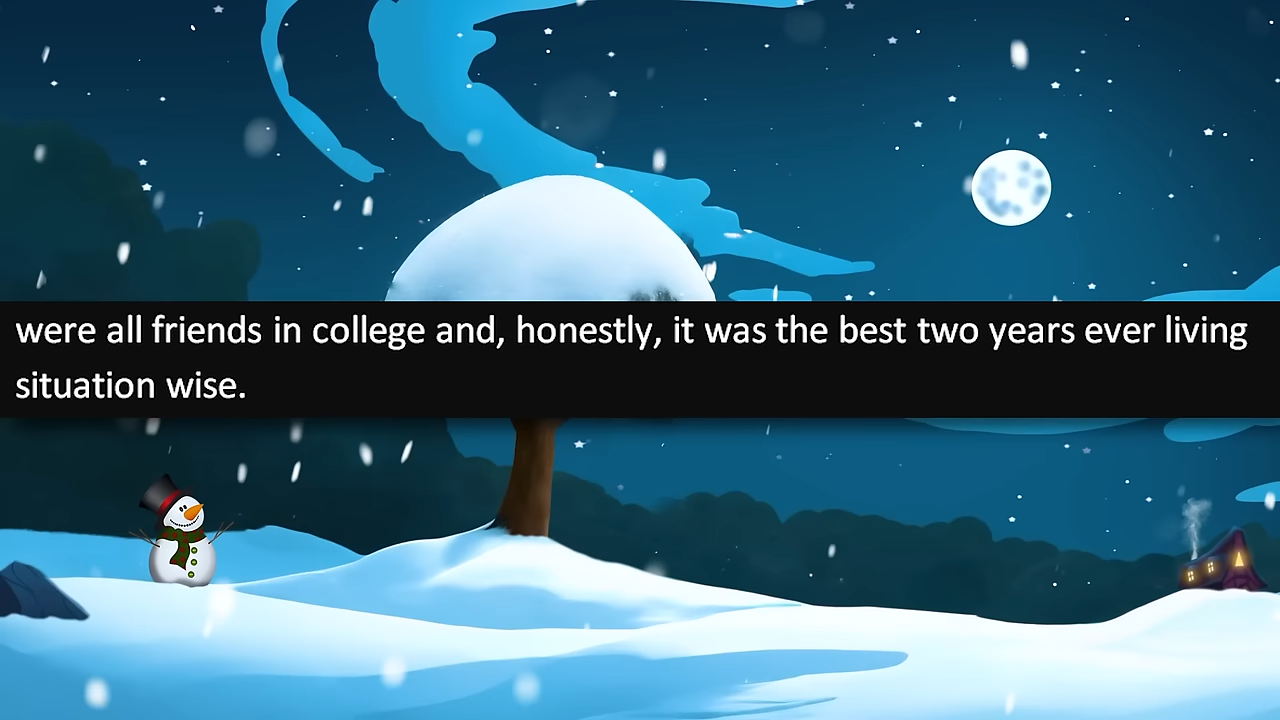 were all friends in college and, honestly, it was the best two years ever living
situation wise.